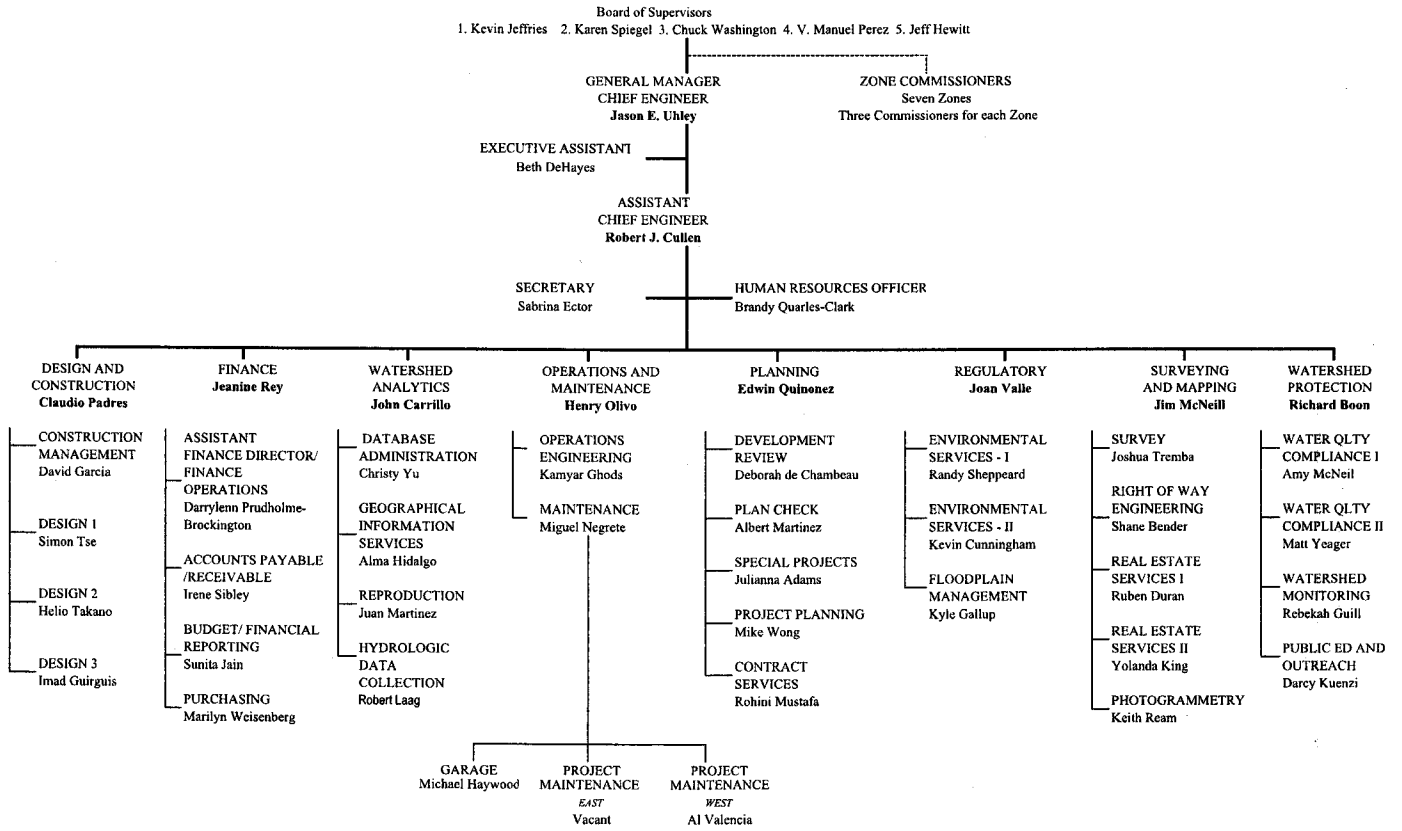 Board of Supervisors
1. Kevin Jeffries 2. Karen Spiegel 3. Chuck Washington 4. V. Manuel Perez 5. Jeff Hewitt
GENERAL MANAGER
CHIEF ENGINEER
Jason E. Uhley
ZONE COMMISSIONERS
Seven Zones
Three Commissioners for each Zone
EXECUTIVE ASSISTANT
Beth DeHayes
ASSISTANT
CHIEF ENGINEER
Robert J. Cullen
SECRETARY
Sabrina Ector
HUMAN RESOURCES OFFICER
Brandy Quarles-Clark
DESIGN AND
CONSTRUCTION
Claudio Padres
CONSTRUCTION
MANAGEMENT
David Garcia
DESIGN 1
Simon Tse
DESIGN 2
Helio Takano
DESIGN 3
Imad Guirguis
FINANCE
Jeanine Rey
ASSISTANT
FINANCE DIRECTOR/
FINANCE
OPERATIONS
Darrylenn Prudholme-
Brockington
ACCOUNTS PAYABLE
/RECEIVABLE
Irene Sibley
BUDGET/ FINANCIAL
REPORTING
Sunita Jain
PURCHASING
Marilyn Weisenberg
WATERSHED
ANALYTICS
John Carrillo
DATABASE
ADMINISTRATION
Christy Yu
GEOGRAPHICAL
INFORMATION
SERVICES
Alma Hidalgo
REPRODUCTION
Juan Martinez
HYDROLOGIC
DATA
COLLECTION
Robert Laag
OPERATIONS AND
MAINTENANCE
Henry Olivo
OPERATIONS
ENGINEERING
Kamyar Ghods
MAINTENANCE
Miguel Negrete
GARAGE
Michael Haywood
PROJECT
MAINTENANCE
EAST
Vacant
PROJECT
MAINTENANCE
WEST
Al Valencia
PLANNING
Edwin Quinonez
DEVELOPMENT
REVIEW
Deborah de Chambeau
PLAN CHECK
Albert Martinez
SPECIAL PROJECTS
Julianna Adams
PROJECT PLANNING
Mike Wong
CONTRACT
SERVICES
Rohini Mustafa
REGULATORY
Joan Valle
ENVIRONMENTAL
SERVICES - I
Randy Sheppeard
ENVIRONMENTAL
SERVICES - II
Kevin Cunningham
FLOODPLAIN
MANAGEMENT
Kyle Gallup
SURVEYING
AND MAPPING
Jim McNeill
SURVEY
Joshua Tremba
RIGHT OF WAY
ENGINEERING
Shane Bender
REAL ESTATE
SERVICES I
Ruben Duran
REAL ESTATE
SERVICES II
Yolanda King
PHOTOGRAMMETRY
Keith Ream
WATERSHED
PROTECTION
Richard Boon
WATER QLTY
COMPLIANCE I
Amy McNeil
WATER QLTY
COMPLIANCE II
Matt Yeager
WATERSHED
MONITORING
Rebekah Guill
PUBLIC ED AND
OUTREACH
Darcy Kuenzi